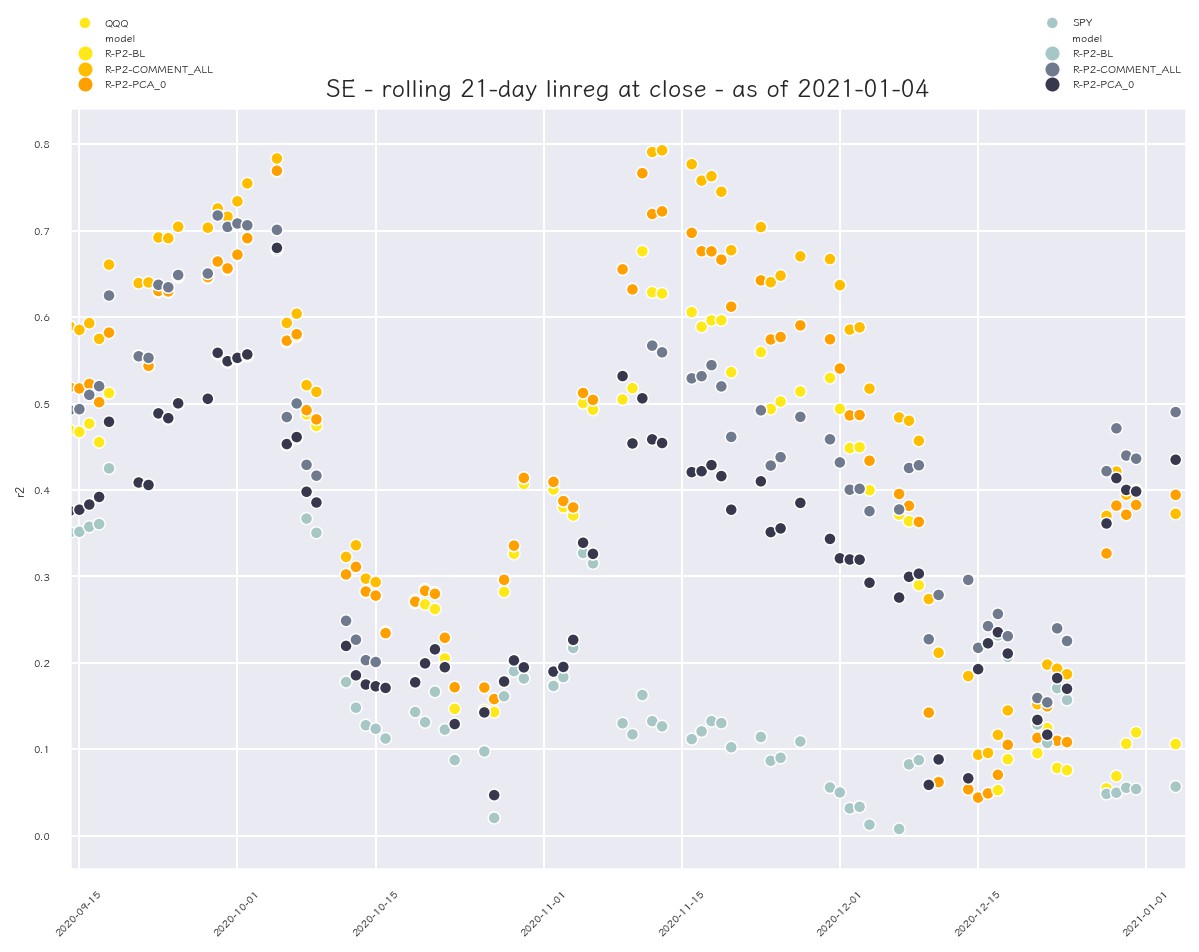 QQQ
model
R-P2-BL
R-P2-COMMENT_ALL
R-P2-PCA_0
SPY
model
R-P2-BL
R-P2-COMMENT_ALL
R-P2-PCA_0
SE - rolling 21-day linreg at close - as of 2021-01-04
0.8
0.7
0.6
0.5
0.4
0.3
0.2
0.1
0.0
r2
2020-09-15
2020-10-01
2020-10-15
2020-11-01
2020-11-15
2020-12-01
2020-12-15
2021-01-01